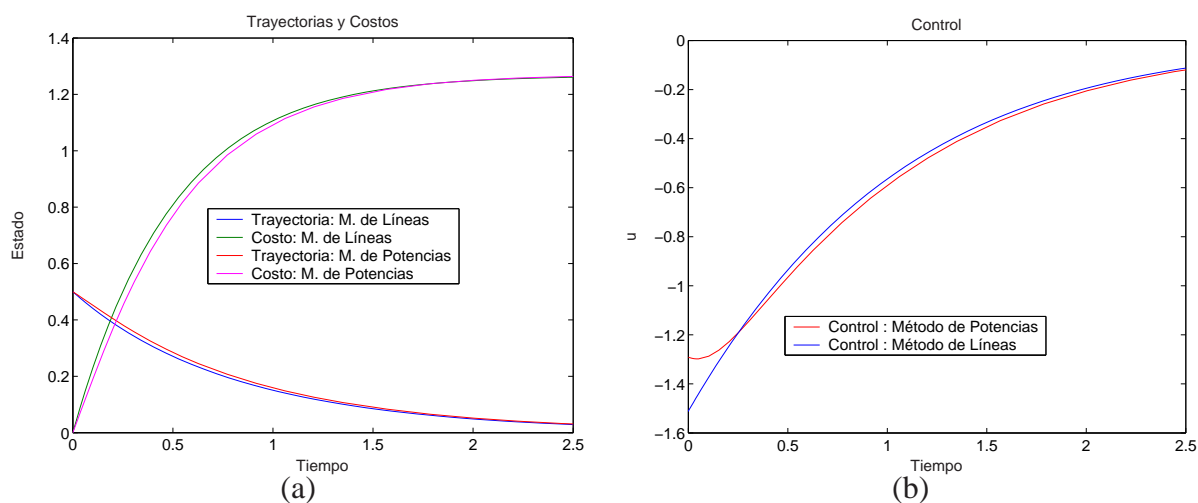 Trayectorias y Costos
1.4
1.2
1
0.8
0.6
0.4
0.2
0
Estado
Trayectoria: M. de Líneas
Costo: M. de Líneas
Trayectoria: M. de Potencias
Costo: M. de Potencias
0 0.5 1 1.5 2 2.5
Tiempo
(a)
Control
0
−0.2
−0.4
−0.6
−0.8
−1
−1.2
−1.4
−1.6
u
Control : Método de Potencias
Control : Método de Líneas
0 0.5 1 1.5 2 2.5
Tiempo
(b)